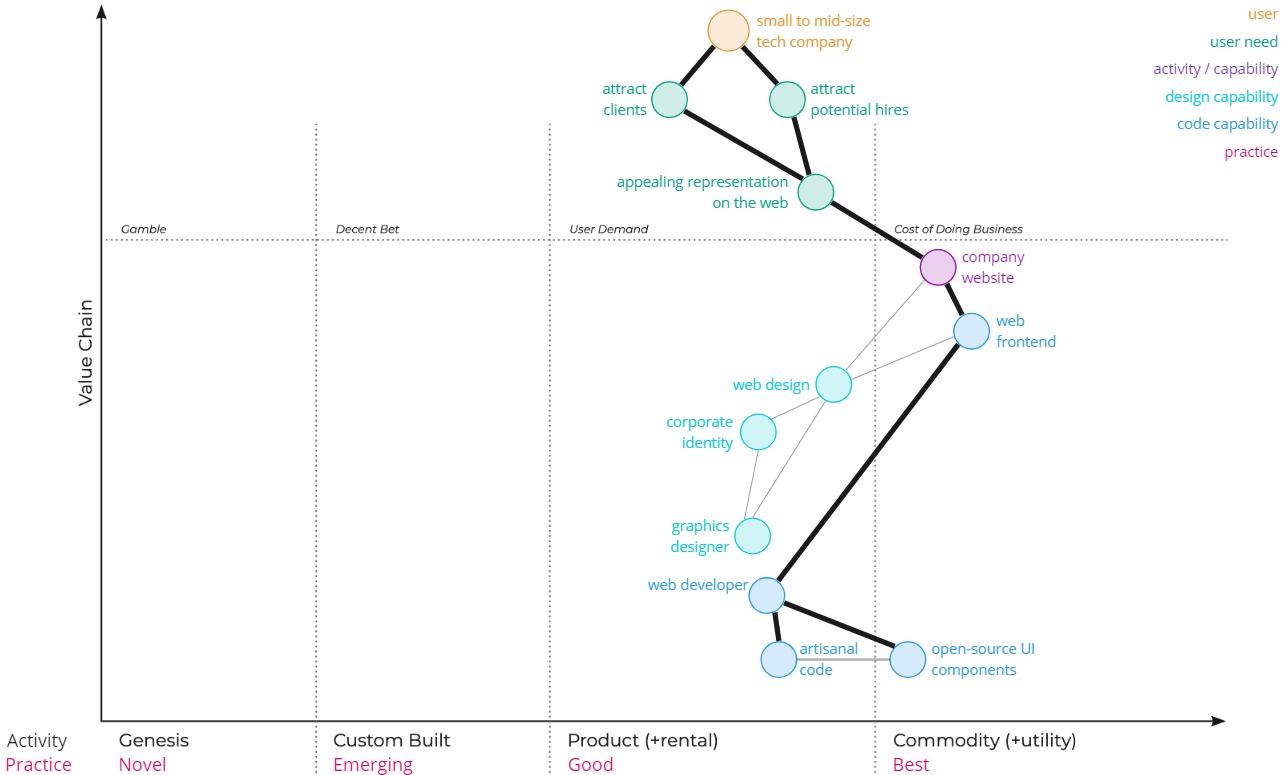 small to mid-size
tech company
user
user need
activity / capability
design capability
code capability
practice
attract
clients
attract
potential hires
appealing representation
on the web
Gamble
Decent Bet
User Demand
Cost of Doing Business
company
website
web
frontend
Value Chain
web design
corporate
identity
graphics
designer
web developer
artisanal
code
open-source UI
components
Activity
Genesis
Custom Built
Product (+rental)
Commodity (+utility)
Practice
Novel
Emerging
Good
Best